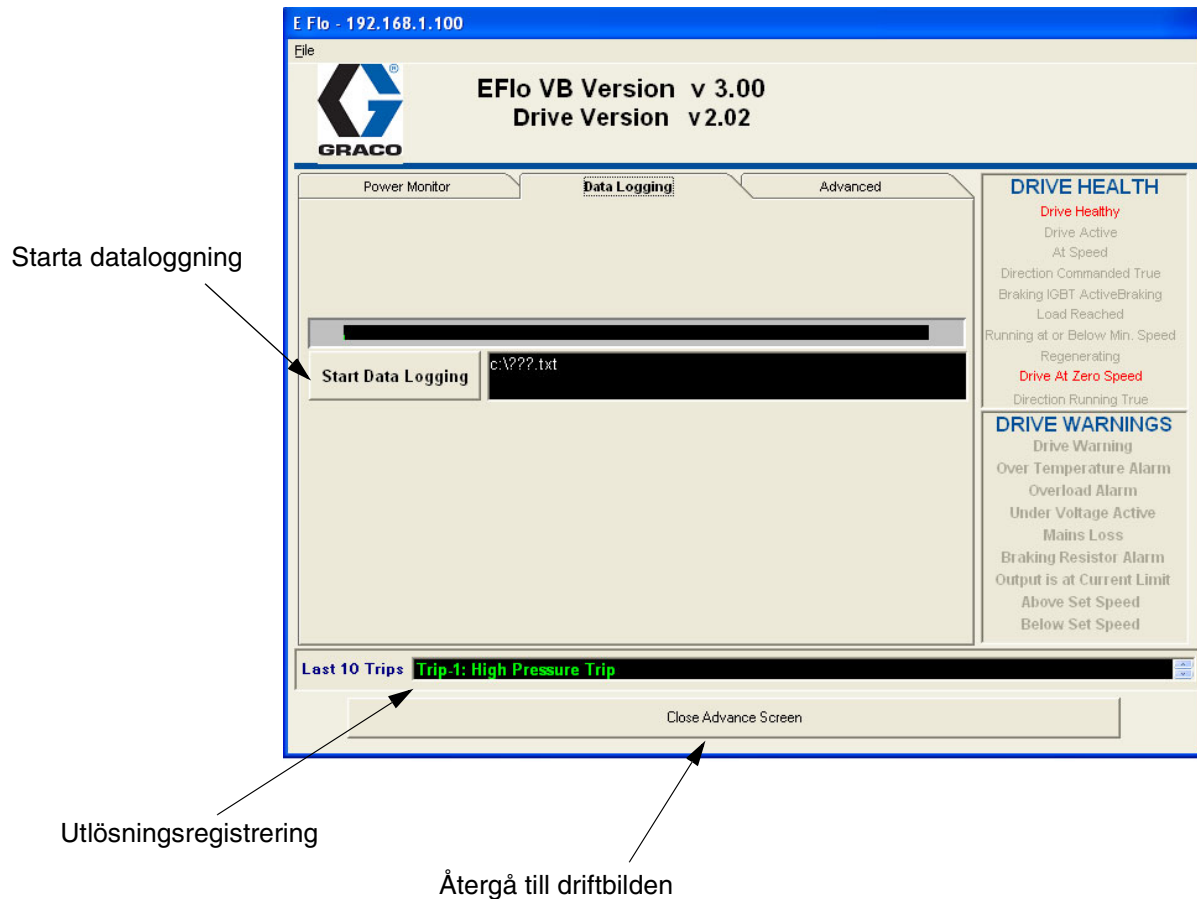 E Flo - 192.168.1.100
File
GRACO
®
EFlo VB Version v 3.00
Drive Version v 2.02
Power Monitor
Data Logging
Advanced
Starta dataloggning
Start Data Logging
c:\???.txt
DRIVE HEALTH
Drive Healthy
Drive Active
At Speed
Direction Commanded True
Braking IGBT ActiveBraking
Load Reached
Running at or Below Min. Speed
Regenerating
Drive At Zero Speed
Direction Running True
DRIVE WARNINGS
Drive Warning
Over Temperature Alarm
Overload Alarm
Under Voltage Active
Mains Loss
Braking Resistor Alarm
Output is at Current Limit
Above Set Speed
Below Set Speed
Last 10 Trips
Trip-1: High Pressure Trip
Close Advance Screen
Utlösningsregistrering
Återgå till driftbilden